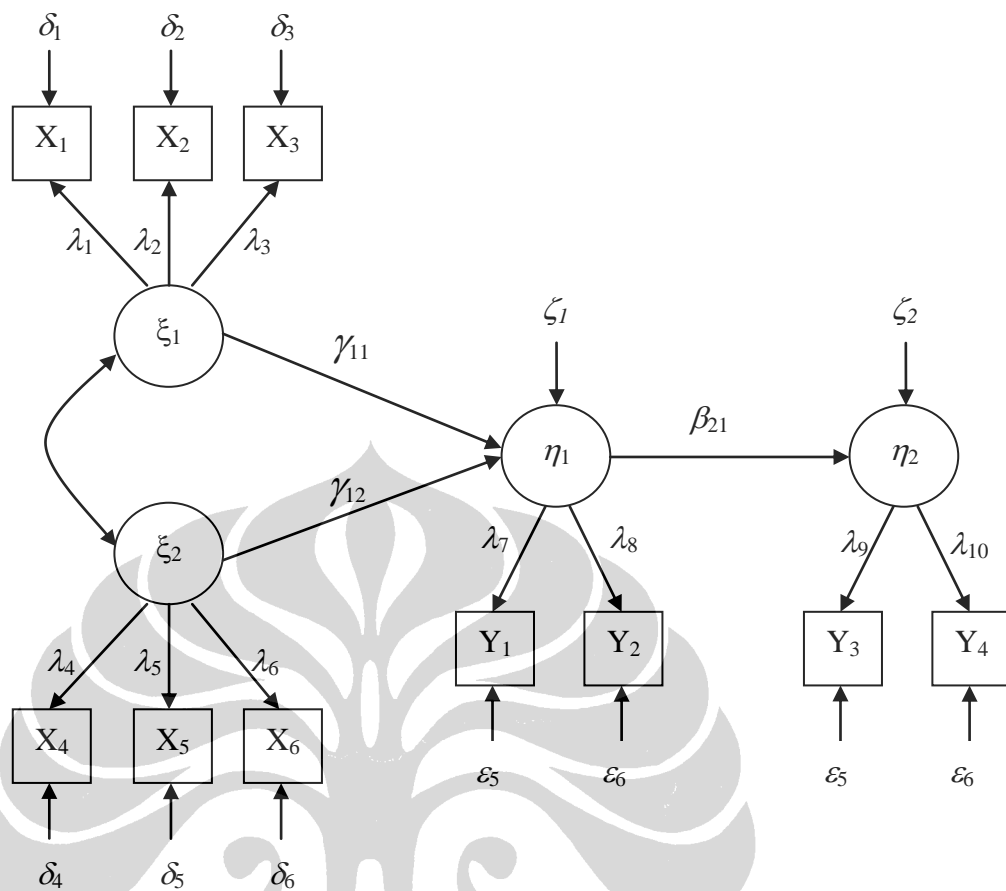 δ1 δ2 δ3
X1 X2 X3
λ1 λ2 λ3
ξ1 γ11 ζ1 ζ2
η1 β21 η2
ξ2 γ12
λ4 λ5 λ6 λ7 λ8 λ9 λ10
Y1 Y2 Y3 Y4
X4 X5 X6
ε5 ε6 ε5 ε6
δ4 δ5 δ6